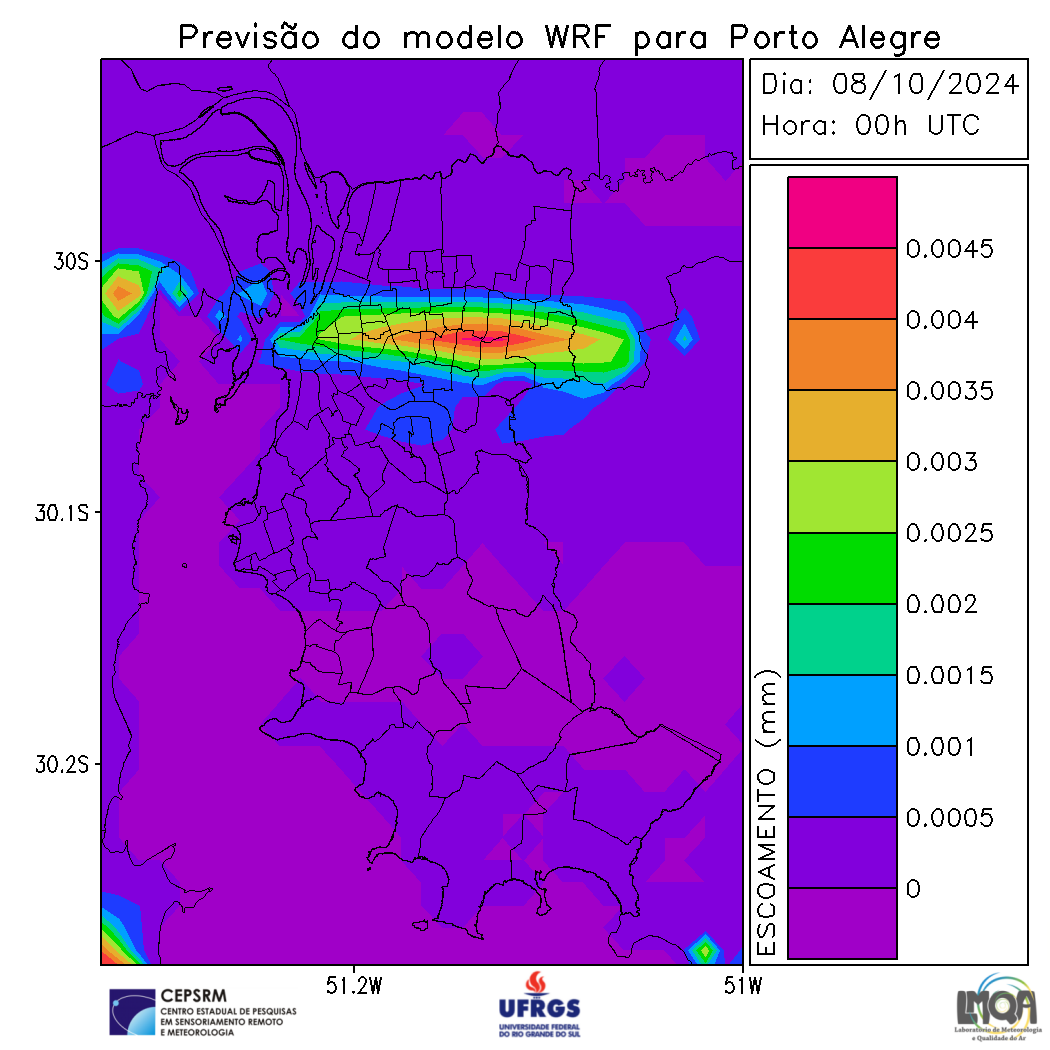 Previsão do modelo WRF para Porto Alegre
Dia: 08/10/2024
Hora: 00h UTC
30S
30.1S
30.2S
51.2W
51W
ESCOAMENTO (mm)
0.0045
0.004
0.0035
0.003
0.0025
0.002
0.0015
0.001
0.0005
0
CEPSRM
CENTRO ESTADUAL DE PESQUISAS
EM SENSORIAMENTO REMOTO
E METEOROLOGIA
UFRGS
UNIVERSIDADE FEDERAL
DO RIO GRANDE DO SUL
LMQA
Laboratório de Meteorologia
e Qualidade do Ar